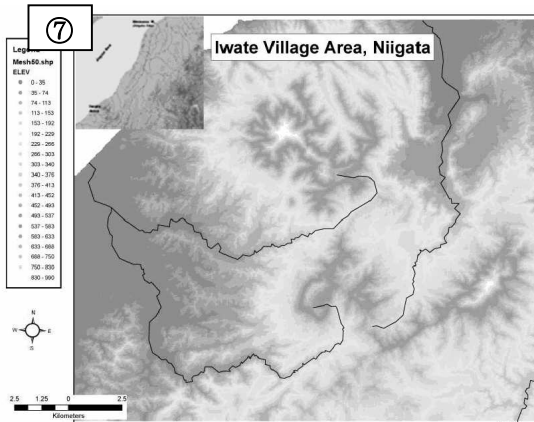 ⑦
Iwate Village Area, Niigata
Mesh50.shp
ELEV
0 - 35
35 - 74
74 - 113
113 - 153
153 - 192
192 - 229
229 - 266
266 - 303
303 - 340
340 - 376
376 - 413
413 - 452
452 - 493
493 - 537
537 - 583
583 - 633
633 - 688
688 - 750
750 - 830
830 - 990
N
W E
S
2.5 1.25 0 2.5
Kilometers